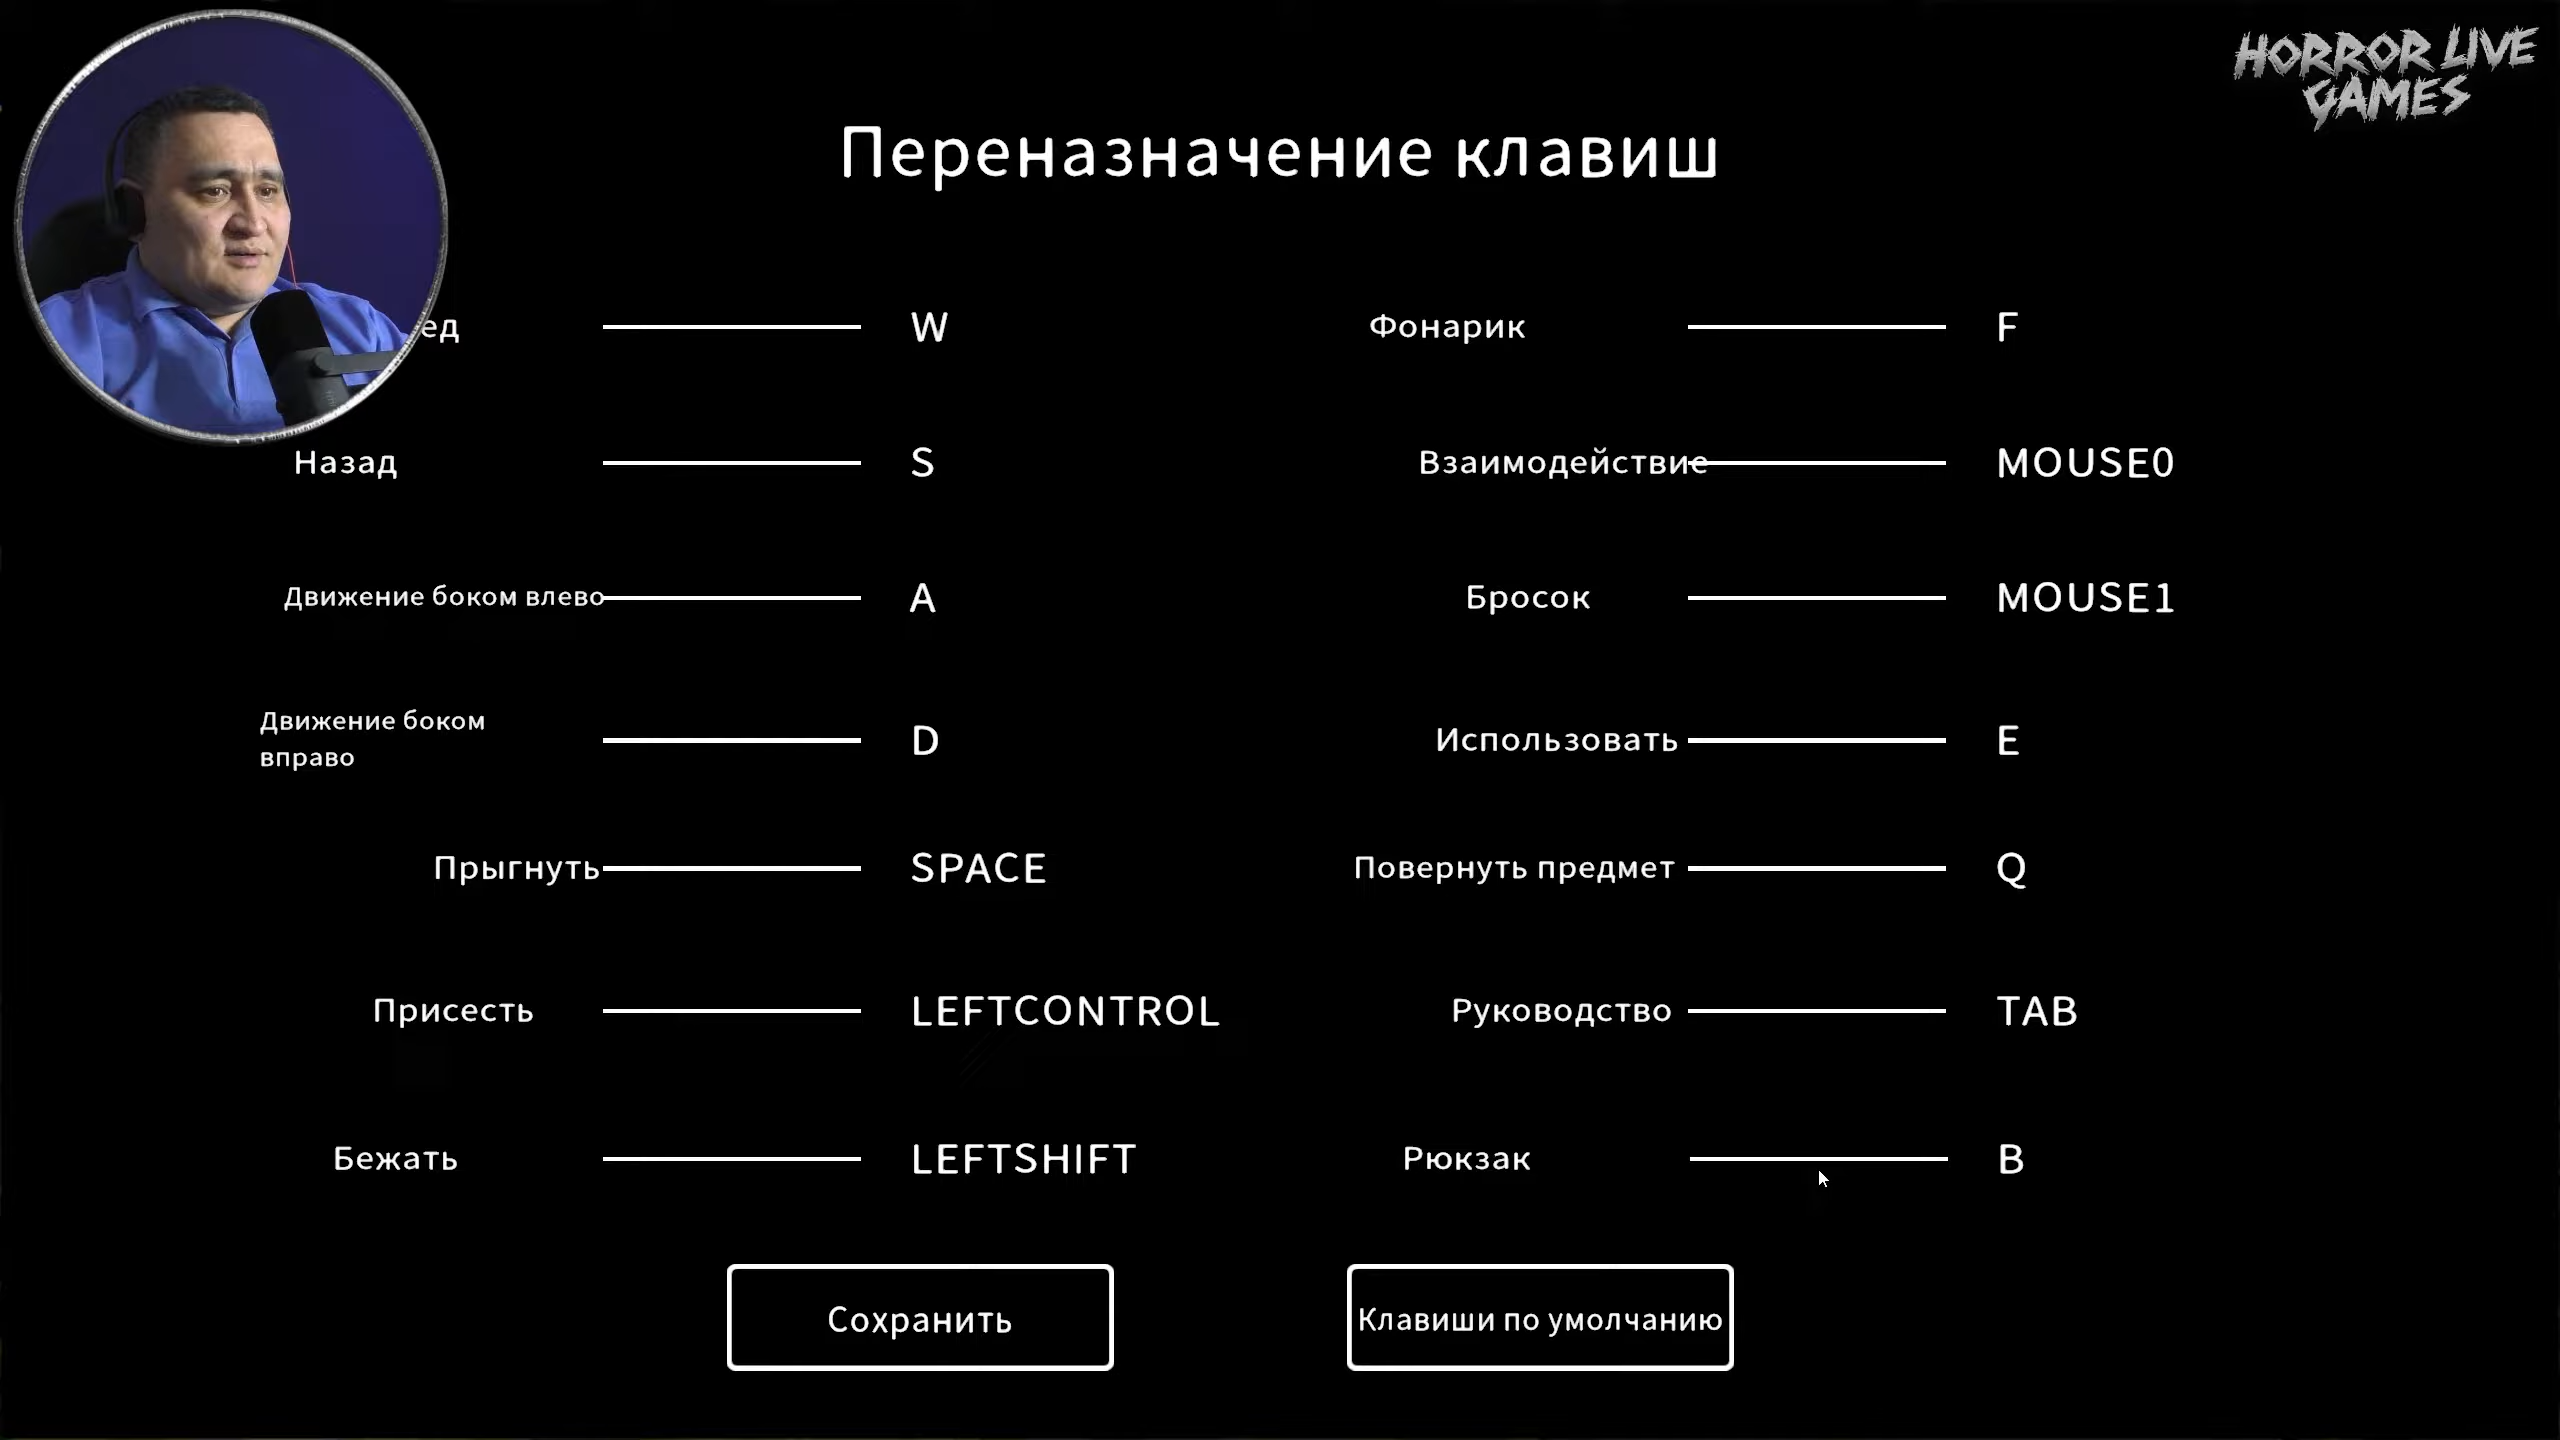 HORROR LIVE
GAMES
Переназначение клавиш
W
Назад
S
Движение боком влево
A
Движение боком
вправо
D
Прыгнуть
SPACE
Присесть
LEFTCONTROL
Бежать
LEFTSHIFT
Фонарик
F
Взаимодействие
MOUSE0
Бросок
MOUSE1
Использовать
E
Повернуть предмет
Q
Руководство
TAB
Рюкзак
B
Сохранить
Клавиши по умолчанию